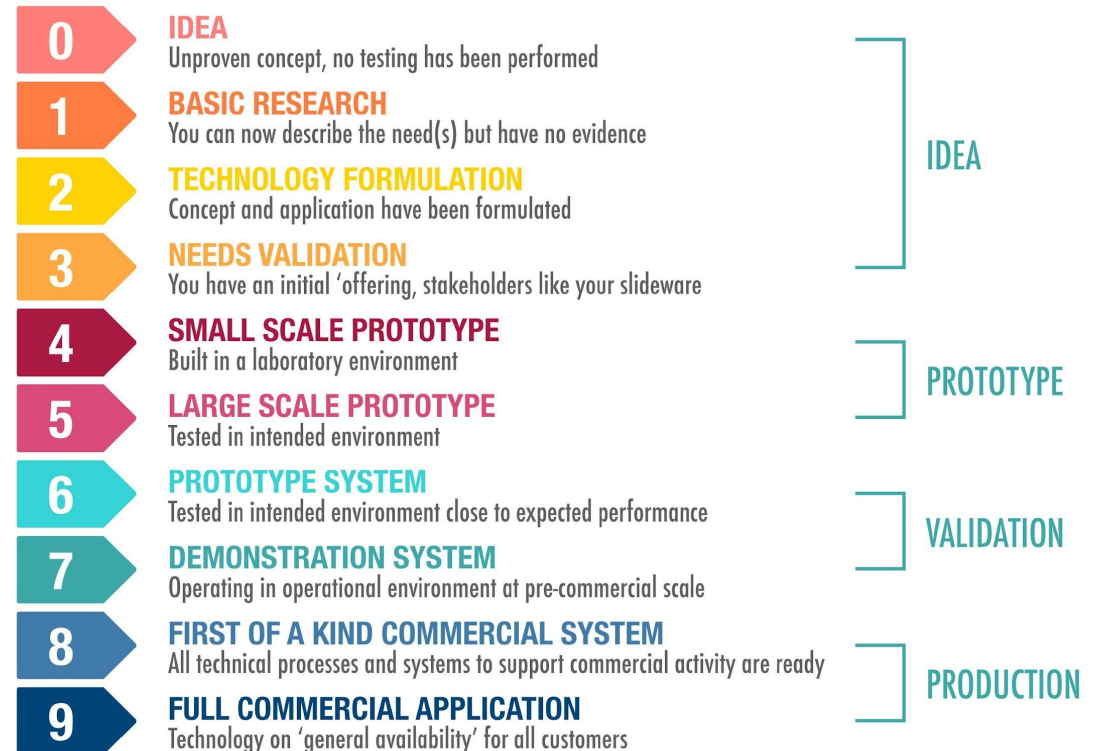 0
IDEA
Unproven concept, no testing has been performed
1
BASIC RESEARCH
You can now describe the need(s) but have no evidence
2
TECHNOLOGY FORMULATION
Concept and application have been formulated
3
NEEDS VALIDATION
You have an initial ‘offering, stakeholders like your slideware
IDEA
4
SMALL SCALE PROTOTYPE
Built in a laboratory environment
5
LARGE SCALE PROTOTYPE
Tested in intended environment
PROTOTYPE
6
PROTOTYPE SYSTEM
Tested in intended environment close to expected performance
7
DEMONSTRATION SYSTEM
Operating in operational environment at pre-commercial scale
VALIDATION
8
FIRST OF A KIND COMMERCIAL SYSTEM
All technical processes and systems to support commercial activity are ready
9
FULL COMMERCIAL APPLICATION
Technology on ‘general availability’ for all customers
PRODUCTION